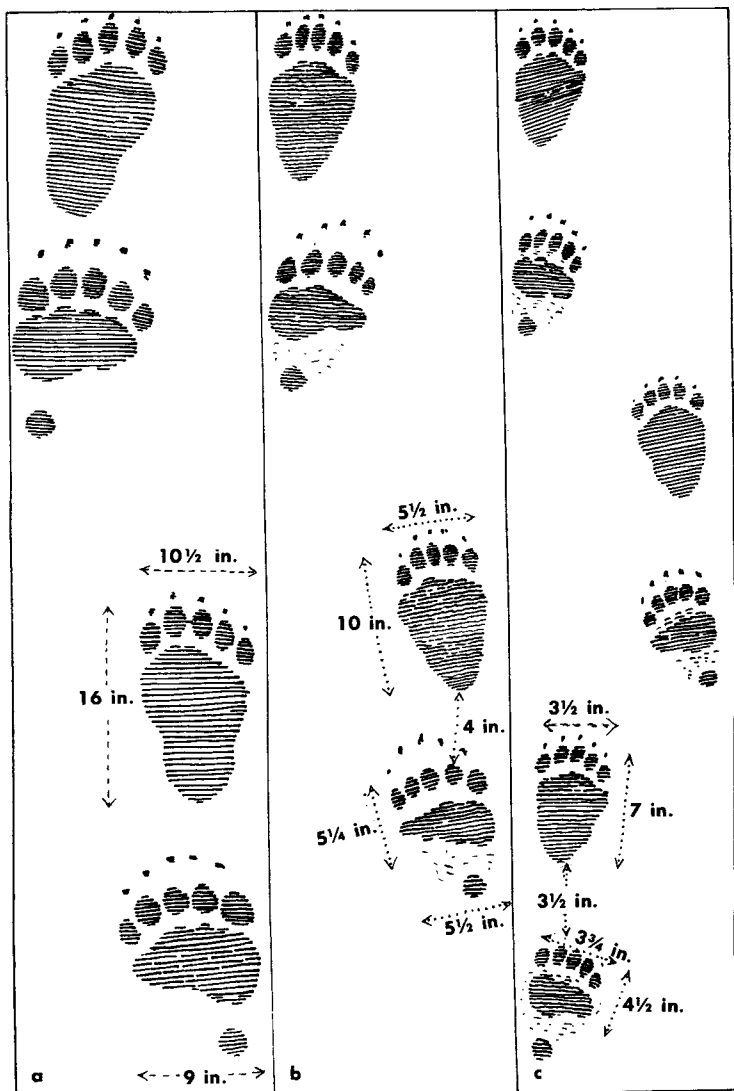 5½ in.
10½ in.
10 in.
16 in.
4 in.
3½ in.
7 in.
5¼ in.
3½ in.
5½ in.
3¾ in.
4½ in.
a
9 in.
b
c